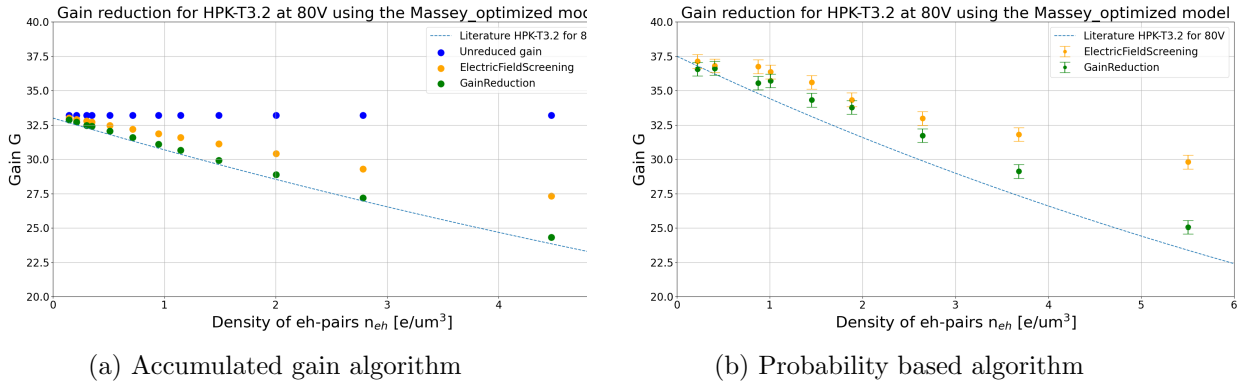 Gain reduction for HPK-T3.2 at 80V using the Massey_optimized mod
40.0
37.5
35.0
32.5
30.0
27.5
25.0
22.5
20.0
Gain G
Literature HPK-T3.2 for 8
Unreduced gain
ElectricFieldScreening
GainReduction
0 1 2 3 4
Density of eh-pairs n_eh [e/um³]
(a) Accumulated gain algorithm
Gain reduction for HPK-T3.2 at 80V using the Massey_optimized model
40.0
37.5
35.0
32.5
30.0
27.5
25.0
22.5
20.0
Gain G
Literature HPK-T3.2 for 80V
ElectricFieldScreening
GainReduction
0 1 2 3 4 5 6
Density of eh-pairs n_eh [e/um³]
(b) Probability based algorithm